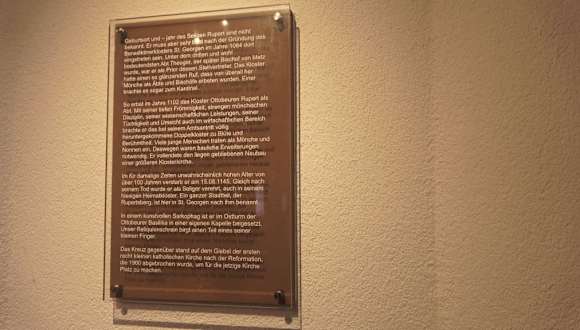 Geburtsort und – jahr des Seligen Rupert sind nicht
bekannt. Er muss aber sehr bald nach der Gründung des
Benediktinerklosters St. Georgen im Jahre 1084 dort
eingetreten sein. Unter dem dritten und wohl
bedeutendsten Abt Theoger, der später Bischof von Metz
wurde, war er als Prior dessen Stellvertreter. Das Kloster
hatte einen so glänzenden Ruf, dass von überall her
Mönche als Äbte und Bischöfe erbeten wurden. Einer
brachte es sogar zum Kardinal.
So erbat im Jahre 1102 das Kloster Ottobeuren Rupert als
Abt. Mit seiner tiefen Frömmigkeit, strengen mönchischen
Disziplin, seiner wissenschaftlichen Leistungen, seiner
Tüchtigkeit und Umsicht auch im wirtschaftlichen Bereich
brachte er das bei seinem Amtsantritt völlig
heruntergekommene Doppelkloster zu Blüte und
Berühmtheit. Viele junge Menschen traten als Mönche und
Nonnen ein. Deswegen waren bauliche Erweiterungen
notwendig. Er vollendete den liegen gebliebenen Neubau
einer größeren Klosterkirche.
Im für damalige Zeiten unwahrscheinlich hohen Alter von
über 100 Jahren verstarb er am 15.08.1145. Gleich nach
seinem Tod wurde er als Seliger verehrt, auch in seinem
hiesigen Heimatkloster. Ein ganzer Stadtteil, der
Rupertsberg, ist hier in St. Georgen nach ihm benannt.
In einem kunstvollen Sarkophag ist er im Ostturm der
Ottobeurer Basilika in einer eigenen Kapelle beigesetzt.
Unser Reliquienschrein birgt einen Teil eines seiner
kleinen Finger.
Das Kreuz gegenüber stand auf dem Giebel der ersten
recht kleinen katholischen Kirche nach der Reformation,
die 1960 abgebrochen wurde, um für die jetzige Kirche
Platz zu machen.